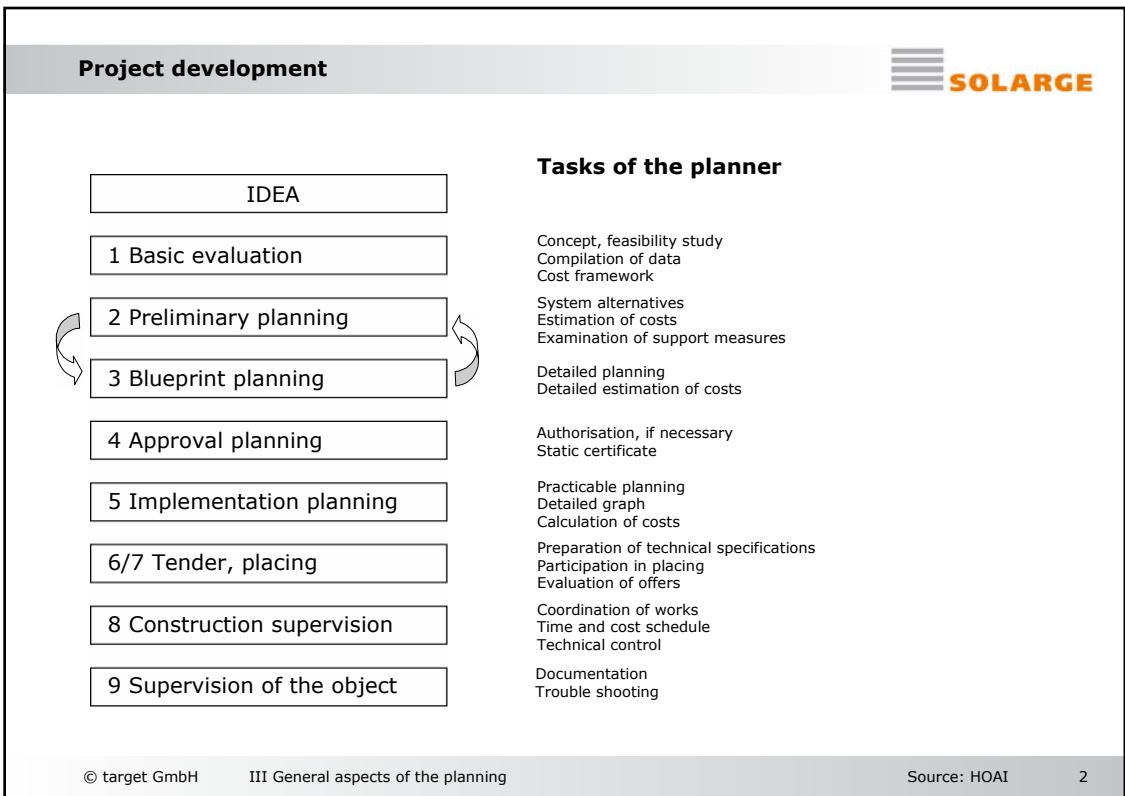 Project development
SOLARGE
Tasks of the planner
IDEA
1 Basic evaluation
Concept, feasibility study
Compilation of data
Cost framework
2 Preliminary planning
System alternatives
Estimation of costs
Examination of support measures
3 Blueprint planning
Detailed planning
Detailed estimation of costs
4 Approval planning
Authorisation, if necessary
Static certificate
5 Implementation planning
Practicable planning
Detailed graph
Calculation of costs
6/7 Tender, placing
Preparation of technical specifications
Participation in placing
Evaluation of offers
8 Construction supervision
Coordination of works
Time and cost schedule
Technical control
9 Supervision of the object
Documentation
Trouble shooting
© target GmbH III General aspects of the planning Source: HOAI 2